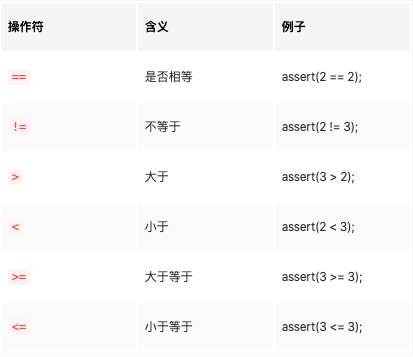 操作符 含义 例子
== 是否相等 assert(2 == 2);
!= 不等于 assert(2 != 3);
> 大于 assert(3 > 2);
< 小于 assert(2 < 3);
>= 大于等于 assert(3 >= 3);
<= 小于等于 assert(3 <= 3);